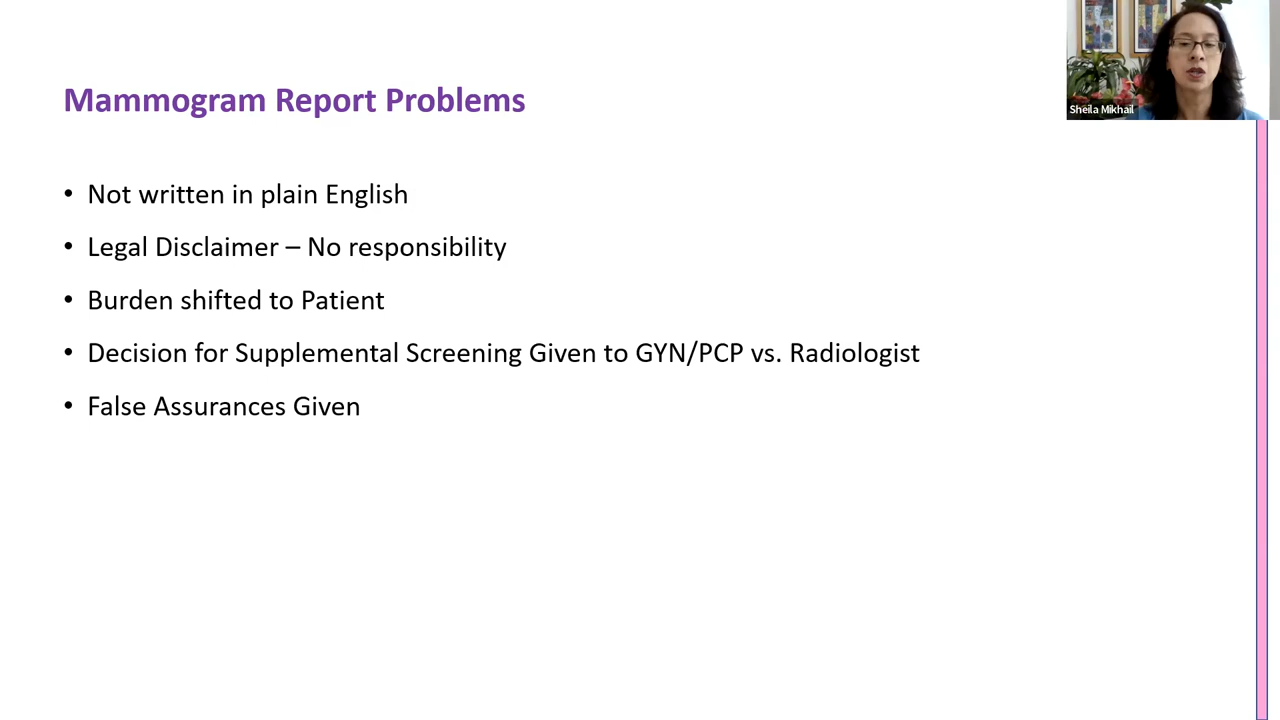 Sheila Mikhail
Mammogram Report Problems
• Not written in plain English
• Legal Disclaimer – No responsibility
• Burden shifted to Patient
• Decision for Supplemental Screening Given to GYN/PCP vs. Radiologist
• False Assurances Given